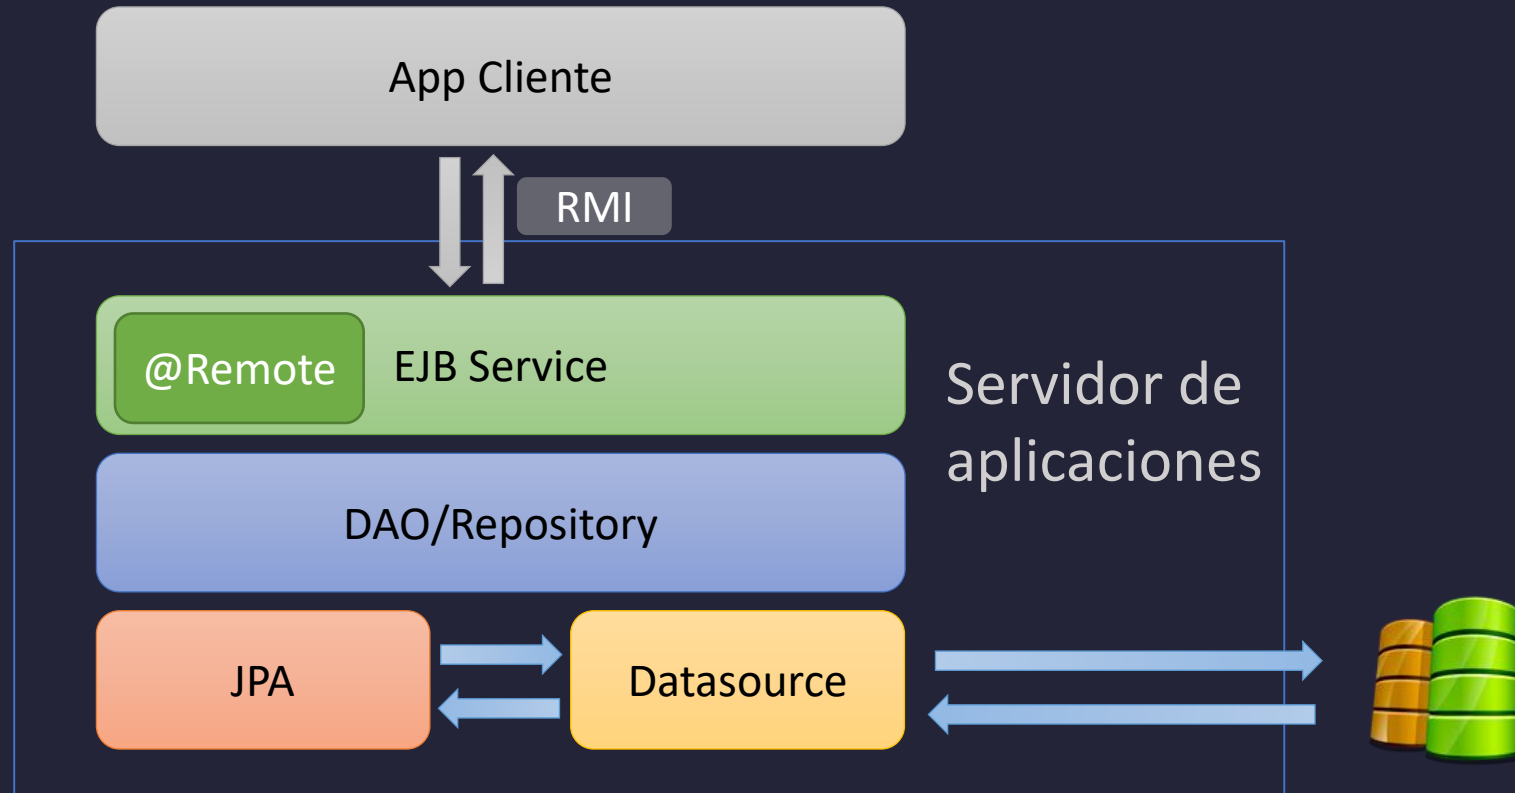 App Cliente
RMI
@Remote
EJB Service
Servidor de
aplicaciones
DAO/Repository
JPA
Datasource